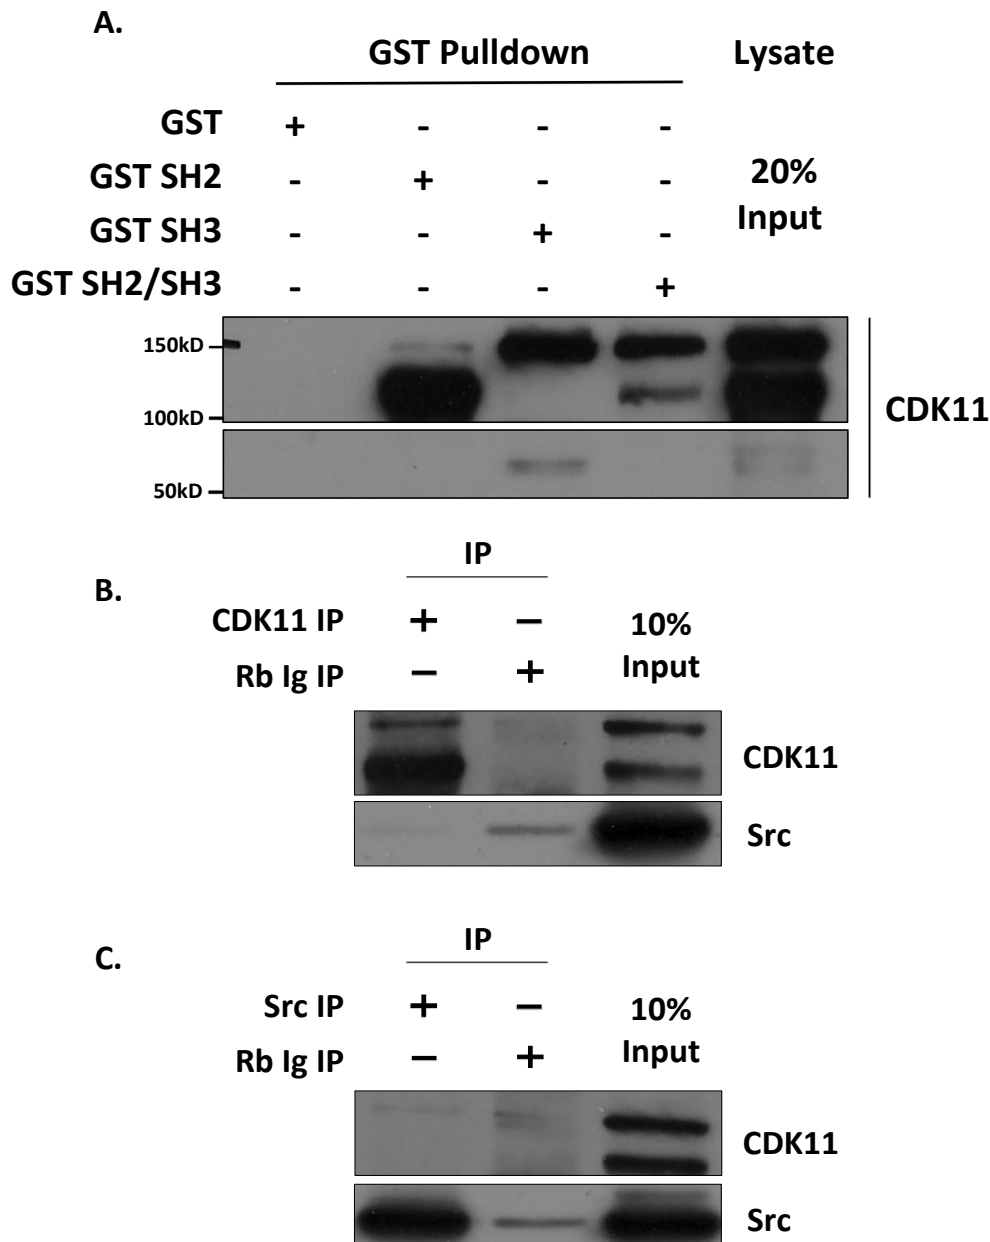 A.
GST Pulldown Lysate
GST + - - -
GST SH2 - + - - 20%
Input
GST SH3 - - + -
GST SH2/SH3 - - - +
150kD
100kD
CDK11
50kD
IP
B.
CDK11 IP + − 10%
Input
Rb Ig IP − +
CDK11
Src
IP
C.
Src IP + − 10%
Input
Rb Ig IP − +
CDK11
Src